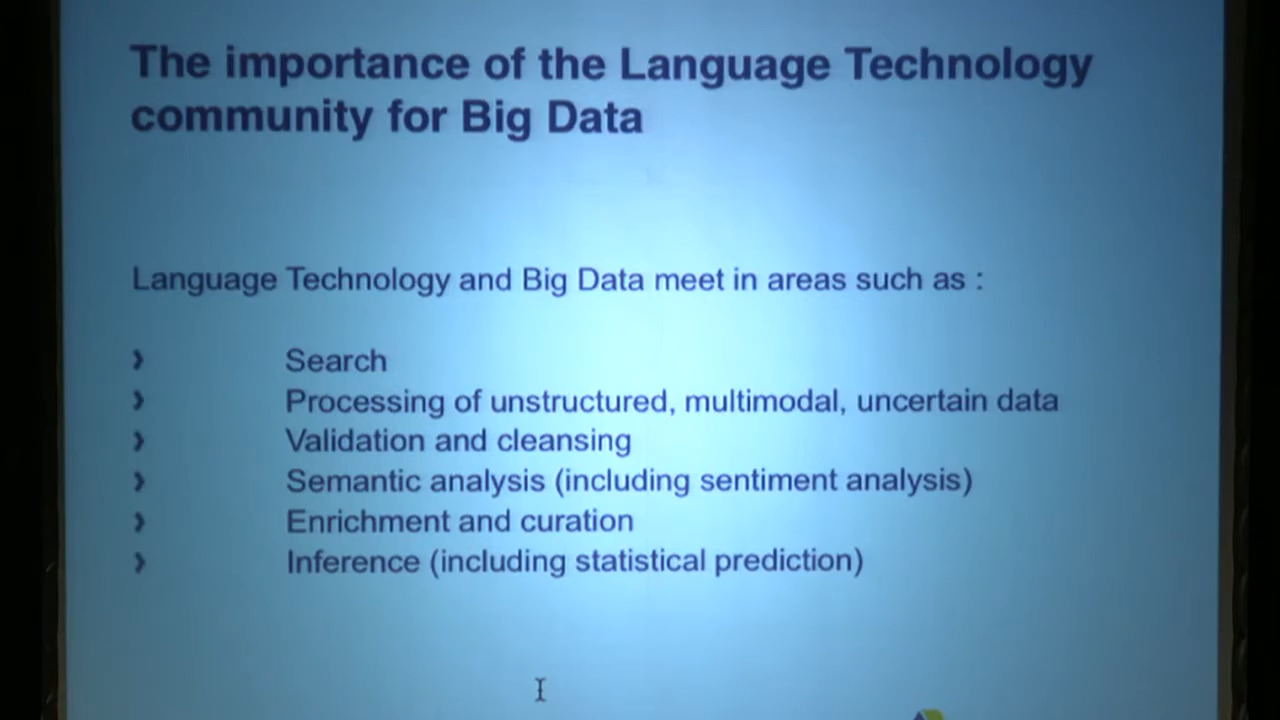 The importance of the Language Technology
community for Big Data
Language Technology and Big Data meet in areas such as :
› Search
› Processing of unstructured, multimodal, uncertain data
› Validation and cleansing
› Semantic analysis (including sentiment analysis)
› Enrichment and curation
› Inference (including statistical prediction)